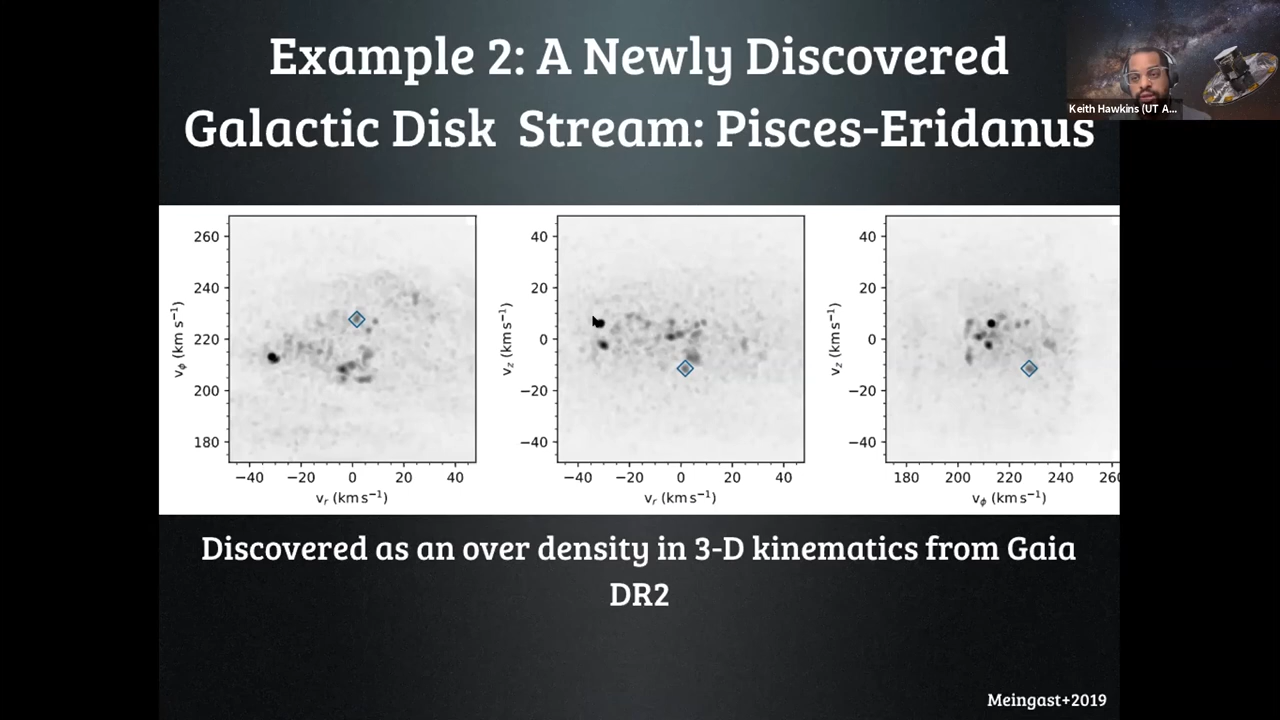 Example 2: A Newly Discovered
Galactic Disk Stream: Pisces-Eridanus
Keith Hawkins (UT A...
260
240
220
200
180
vϕ (km s⁻¹)
−40 −20 0 20 40
vr (km s⁻¹)
40
20
0
−20
−40
vz (km s⁻¹)
−40 −20 0 20 40
vr (km s⁻¹)
40
20
0
−20
−40
vz (km s⁻¹)
180 200 220 240 260
vϕ (km s⁻¹)
Discovered as an over density in 3-D kinematics from Gaia
DR2
Meingast+2019